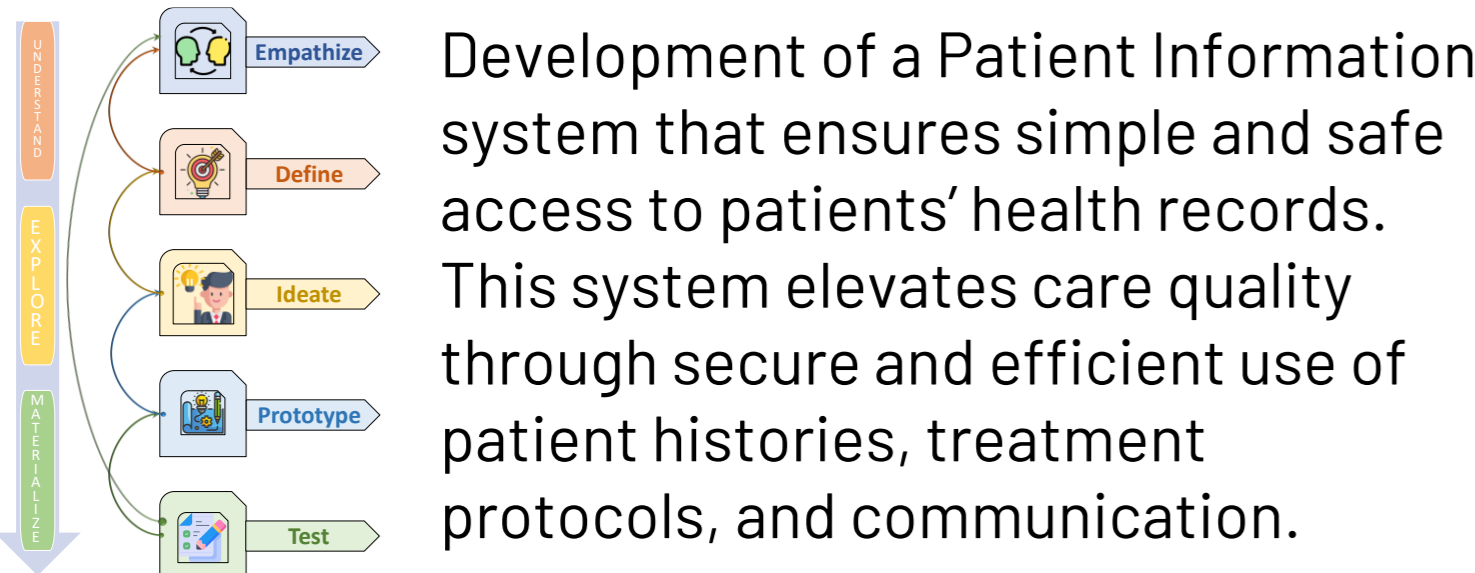 UNDERSTAND
EXPLORE
MATERIALIZE
Empathize
Define
Ideate
Prototype
Test
Development of a Patient Information
system that ensures simple and safe
access to patients’ health records.
This system elevates care quality
through secure and efficient use of
patient histories, treatment
protocols, and communication.